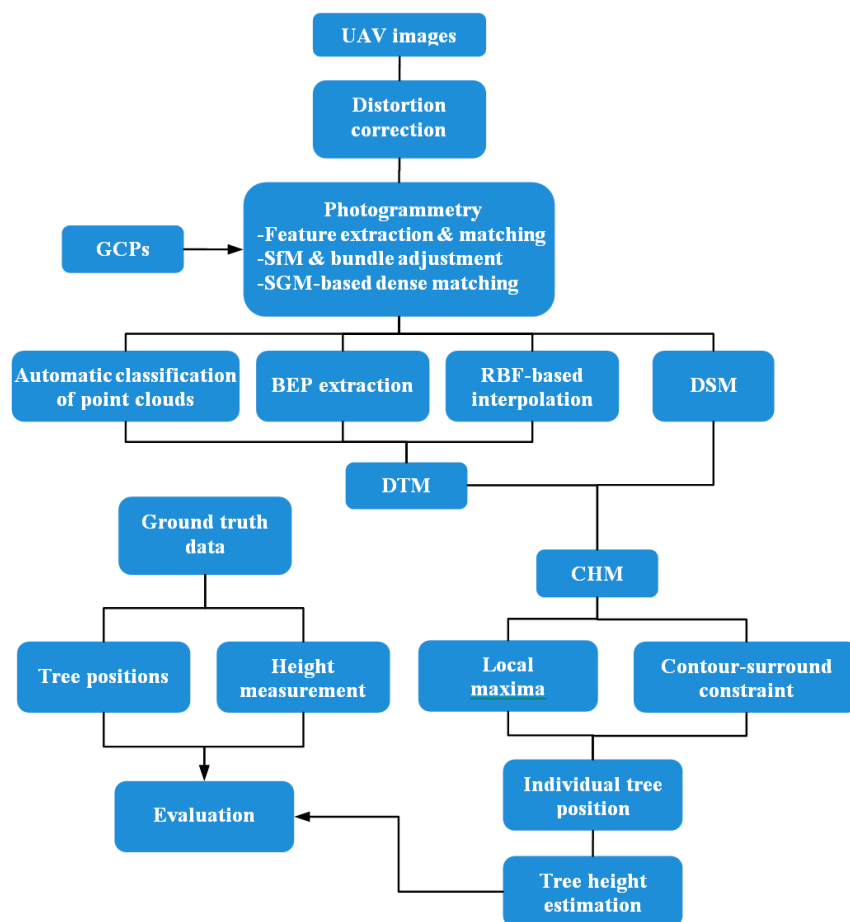 UAV images
Distortion
correction
Photogrammetry
-Feature extraction & matching
-SfM & bundle adjustment
-SGM-based dense matching
GCPs
Automatic classification
of point clouds
BEP extraction
RBF-based
interpolation
DSM
DTM
Ground truth
data
CHM
Tree positions
Height
measurement
Local
maxima
Contour-surround
constraint
Individual tree
position
Evaluation
Tree height
estimation